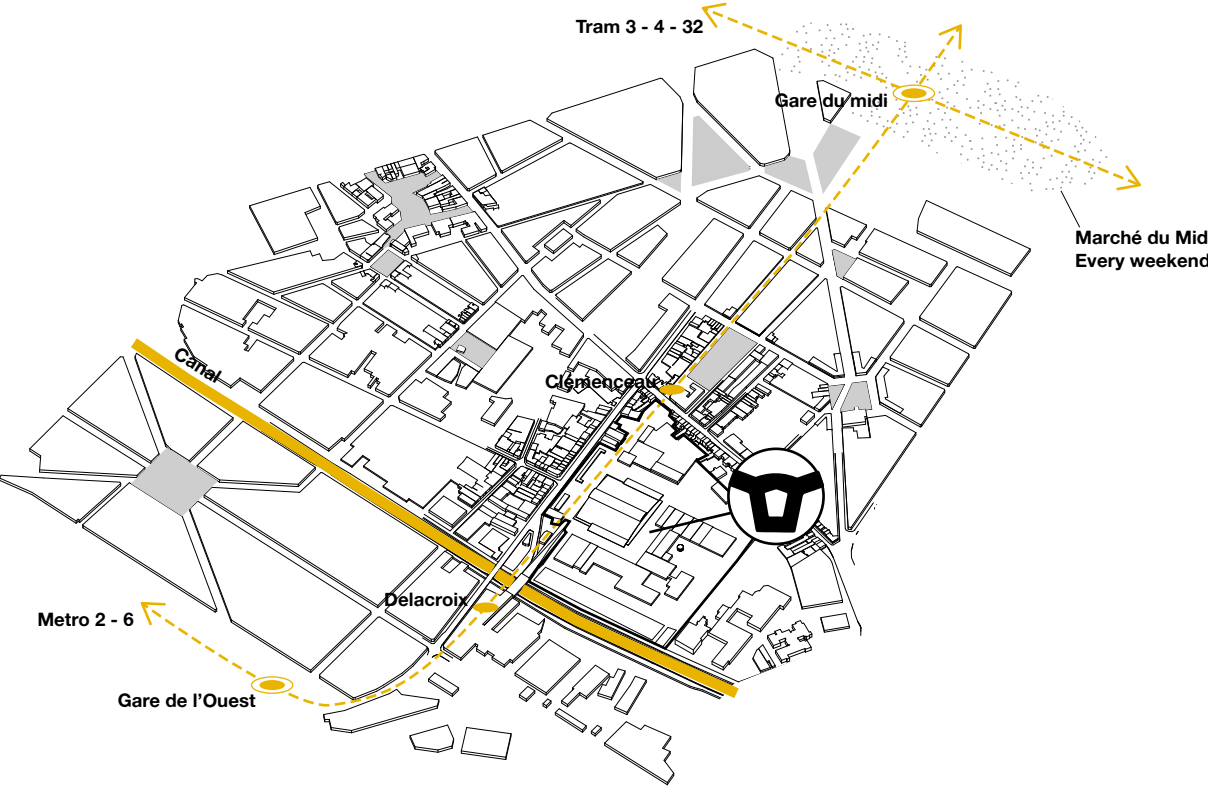 Tram 3 - 4 - 32
Gare du midi
Marché du Mid
Every weekend
Canal
Clémenceau
Delacroix
Metro 2 - 6
Gare de l’Ouest